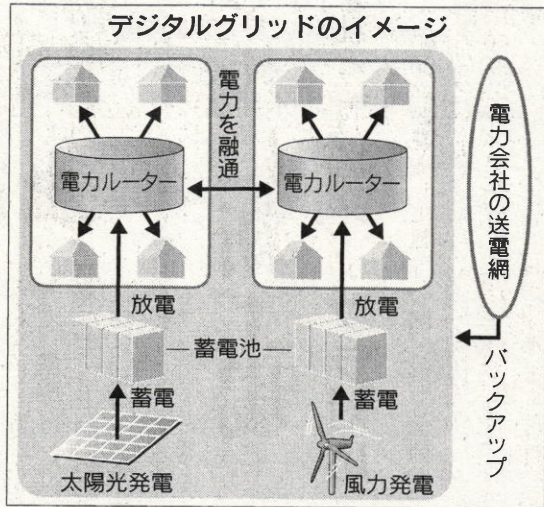 デジタルグリッドのイメージ
電力を融通
電力ルーター
電力ルーター
電力会社の送電網
放電
放電
蓄電池
蓄電
蓄電
バックアップ
太陽光発電
風力発電